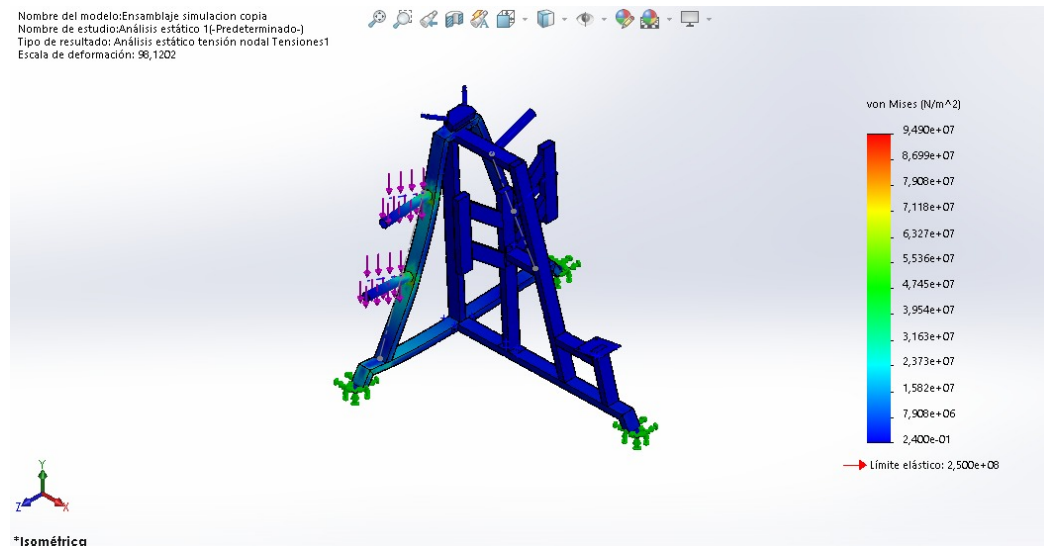 Nombre del modelo:Ensamblaje simulacion copia
Nombre de estudio:Análisis estático 1(-Predeterminado-)
Tipo de resultado: Análisis estático tensión nodal Tensiones1
Escala de deformación: 98,1202
von Mises (N/m^2)
9,490e+07
8,699e+07
7,908e+07
7,118e+07
6,327e+07
5,536e+07
4,745e+07
3,954e+07
3,163e+07
2,373e+07
1,582e+07
7,908e+06
2,400e-01
Límite elástico: 2,500e+08
Y
Z
X
*Isométrica